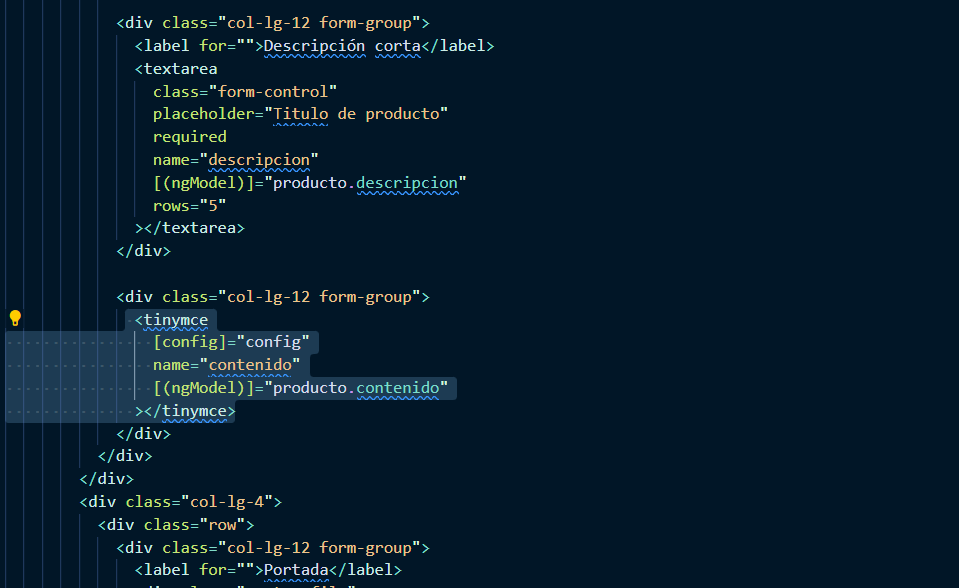 <div class="col-lg-12 form-group">
<label for="">Descripción corta</label>
<textarea
class="form-control"
placeholder="Titulo de producto"
required
name="descripcion"
[(ngModel)]="producto.descripcion"
rows="5"
></textarea>
</div>
<div class="col-lg-12 form-group">
<tinymce
[config]="config"
name="contenido"
[(ngModel)]="producto.contenido"
></tinymce>
</div>
</div>
</div>
<div class="col-lg-4">
<div class="row">
<div class="col-lg-12 form-group">
<label for="">Portada</label>